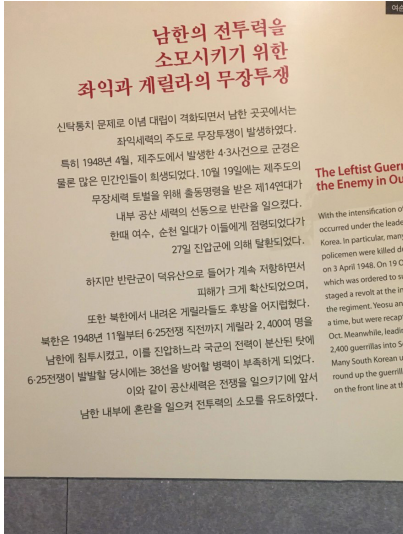 여순
남한의 전투력을
소모시키기 위한
좌익과 게릴라의 무장투쟁
신탁통치 문제로 이념 대립이 격화되면서 남한 곳곳에서는
좌익세력의 주도로 무장투쟁이 발생하였다.
특히 1948년 4월, 제주도에서 발생한 4·3사건으로 군경은
물론 많은 민간인들이 희생되었다. 10월 19일에는 제주도의
무장세력 토벌을 위해 출동명령을 받은 제14연대가
내부 공산 세력의 선동으로 반란을 일으켰다.
한때 여수, 순천 일대가 이들에게 점령되었다가
27일 진압군에 의해 탈환되었다.
하지만 반란군이 덕유산으로 들어가 계속 저항하면서
피해가 크게 확산되었으며,
또한 북한에서 내려온 게릴라들도 후방을 어지럽혔다.
북한은 1948년 11월부터 6·25전쟁 직전까지 게릴라 2,400여 명을
남한에 침투시켰고, 이를 진압하느라 국군의 전력이 분산된 탓에
6·25전쟁이 발발할 당시에는 38선을 방어할 병력이 부족하게 되었다.
이와 같이 공산세력은 전쟁을 일으키기에 앞서
남한 내부에 혼란을 일으켜 전투력의 소모를 유도하였다.
The Leftist Guerr
the Enemy in Ou
With the intensification of
occurred under the leade
Korea. In particular, many
policemen were killed dr
on 3 April 1948. On 19 O
which was ordered to su
staged a revolt at the in
the regiment. Yeosu and
a time, but were recap
Oct. Meanwhile, leadin
2,400 guerrillas into S
Many South Korean u
round up the guerrill
on the front line at th